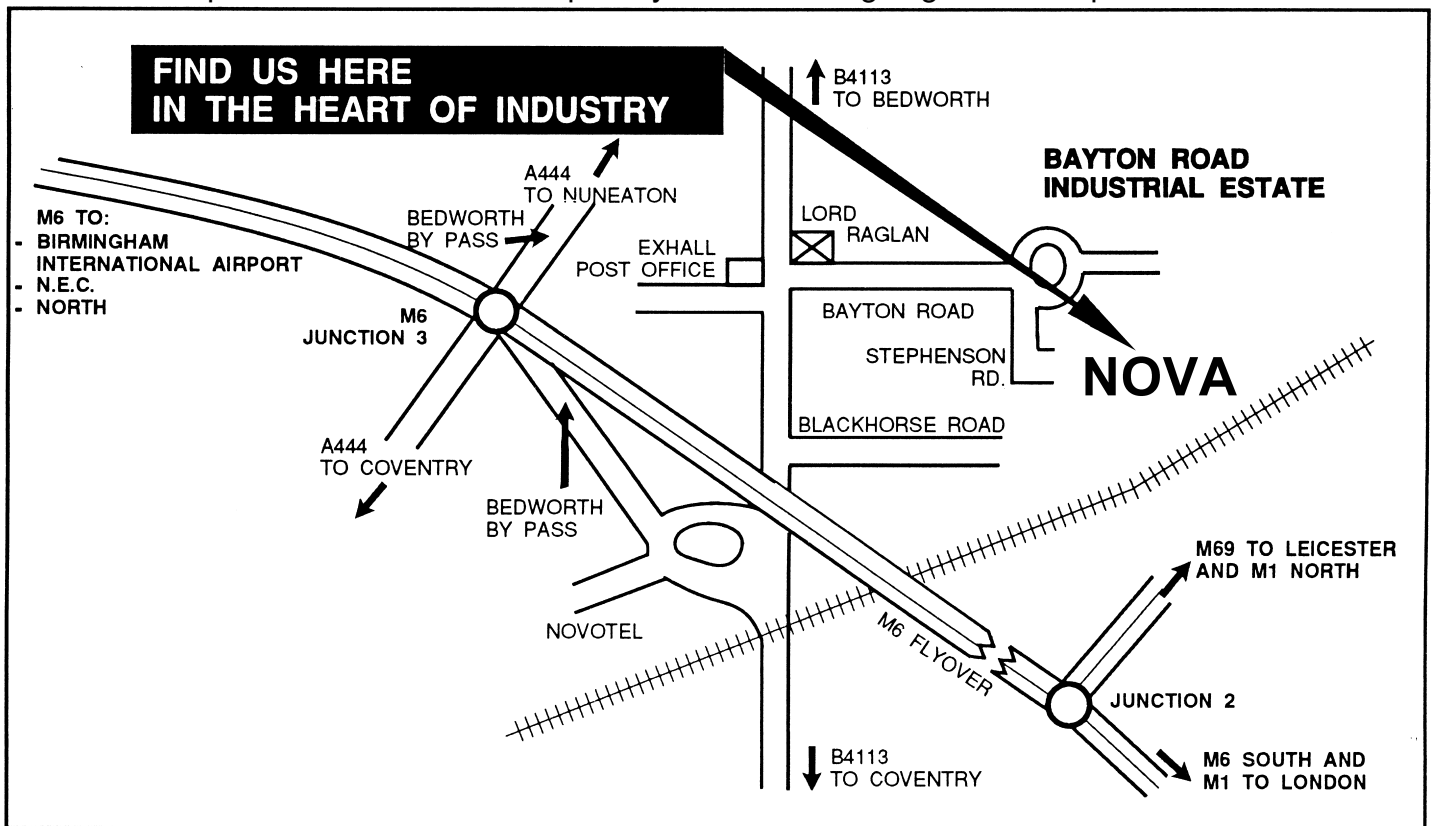 FIND US HERE
IN THE HEART OF INDUSTRY
B4113
TO BEDWORTH
BAYTON ROAD
INDUSTRIAL ESTATE
A444
TO NUNEATON
BEDWORTH
BY PASS
LORD
RAGLAN
EXHALL
POST OFFICE
M6 TO:
- BIRMINGHAM
INTERNATIONAL AIRPORT
- N.E.C.
- NORTH
M6
JUNCTION 3
BAYTON ROAD
STEPHENSON
RD.
NOVA
BLACKHORSE ROAD
A444
TO COVENTRY
BEDWORTH
BY PASS
NOVOTEL
M6 FLYOVER
M69 TO LEICESTER
AND M1 NORTH
JUNCTION 2
B4113
TO COVENTRY
M6 SOUTH AND
M1 TO LONDON